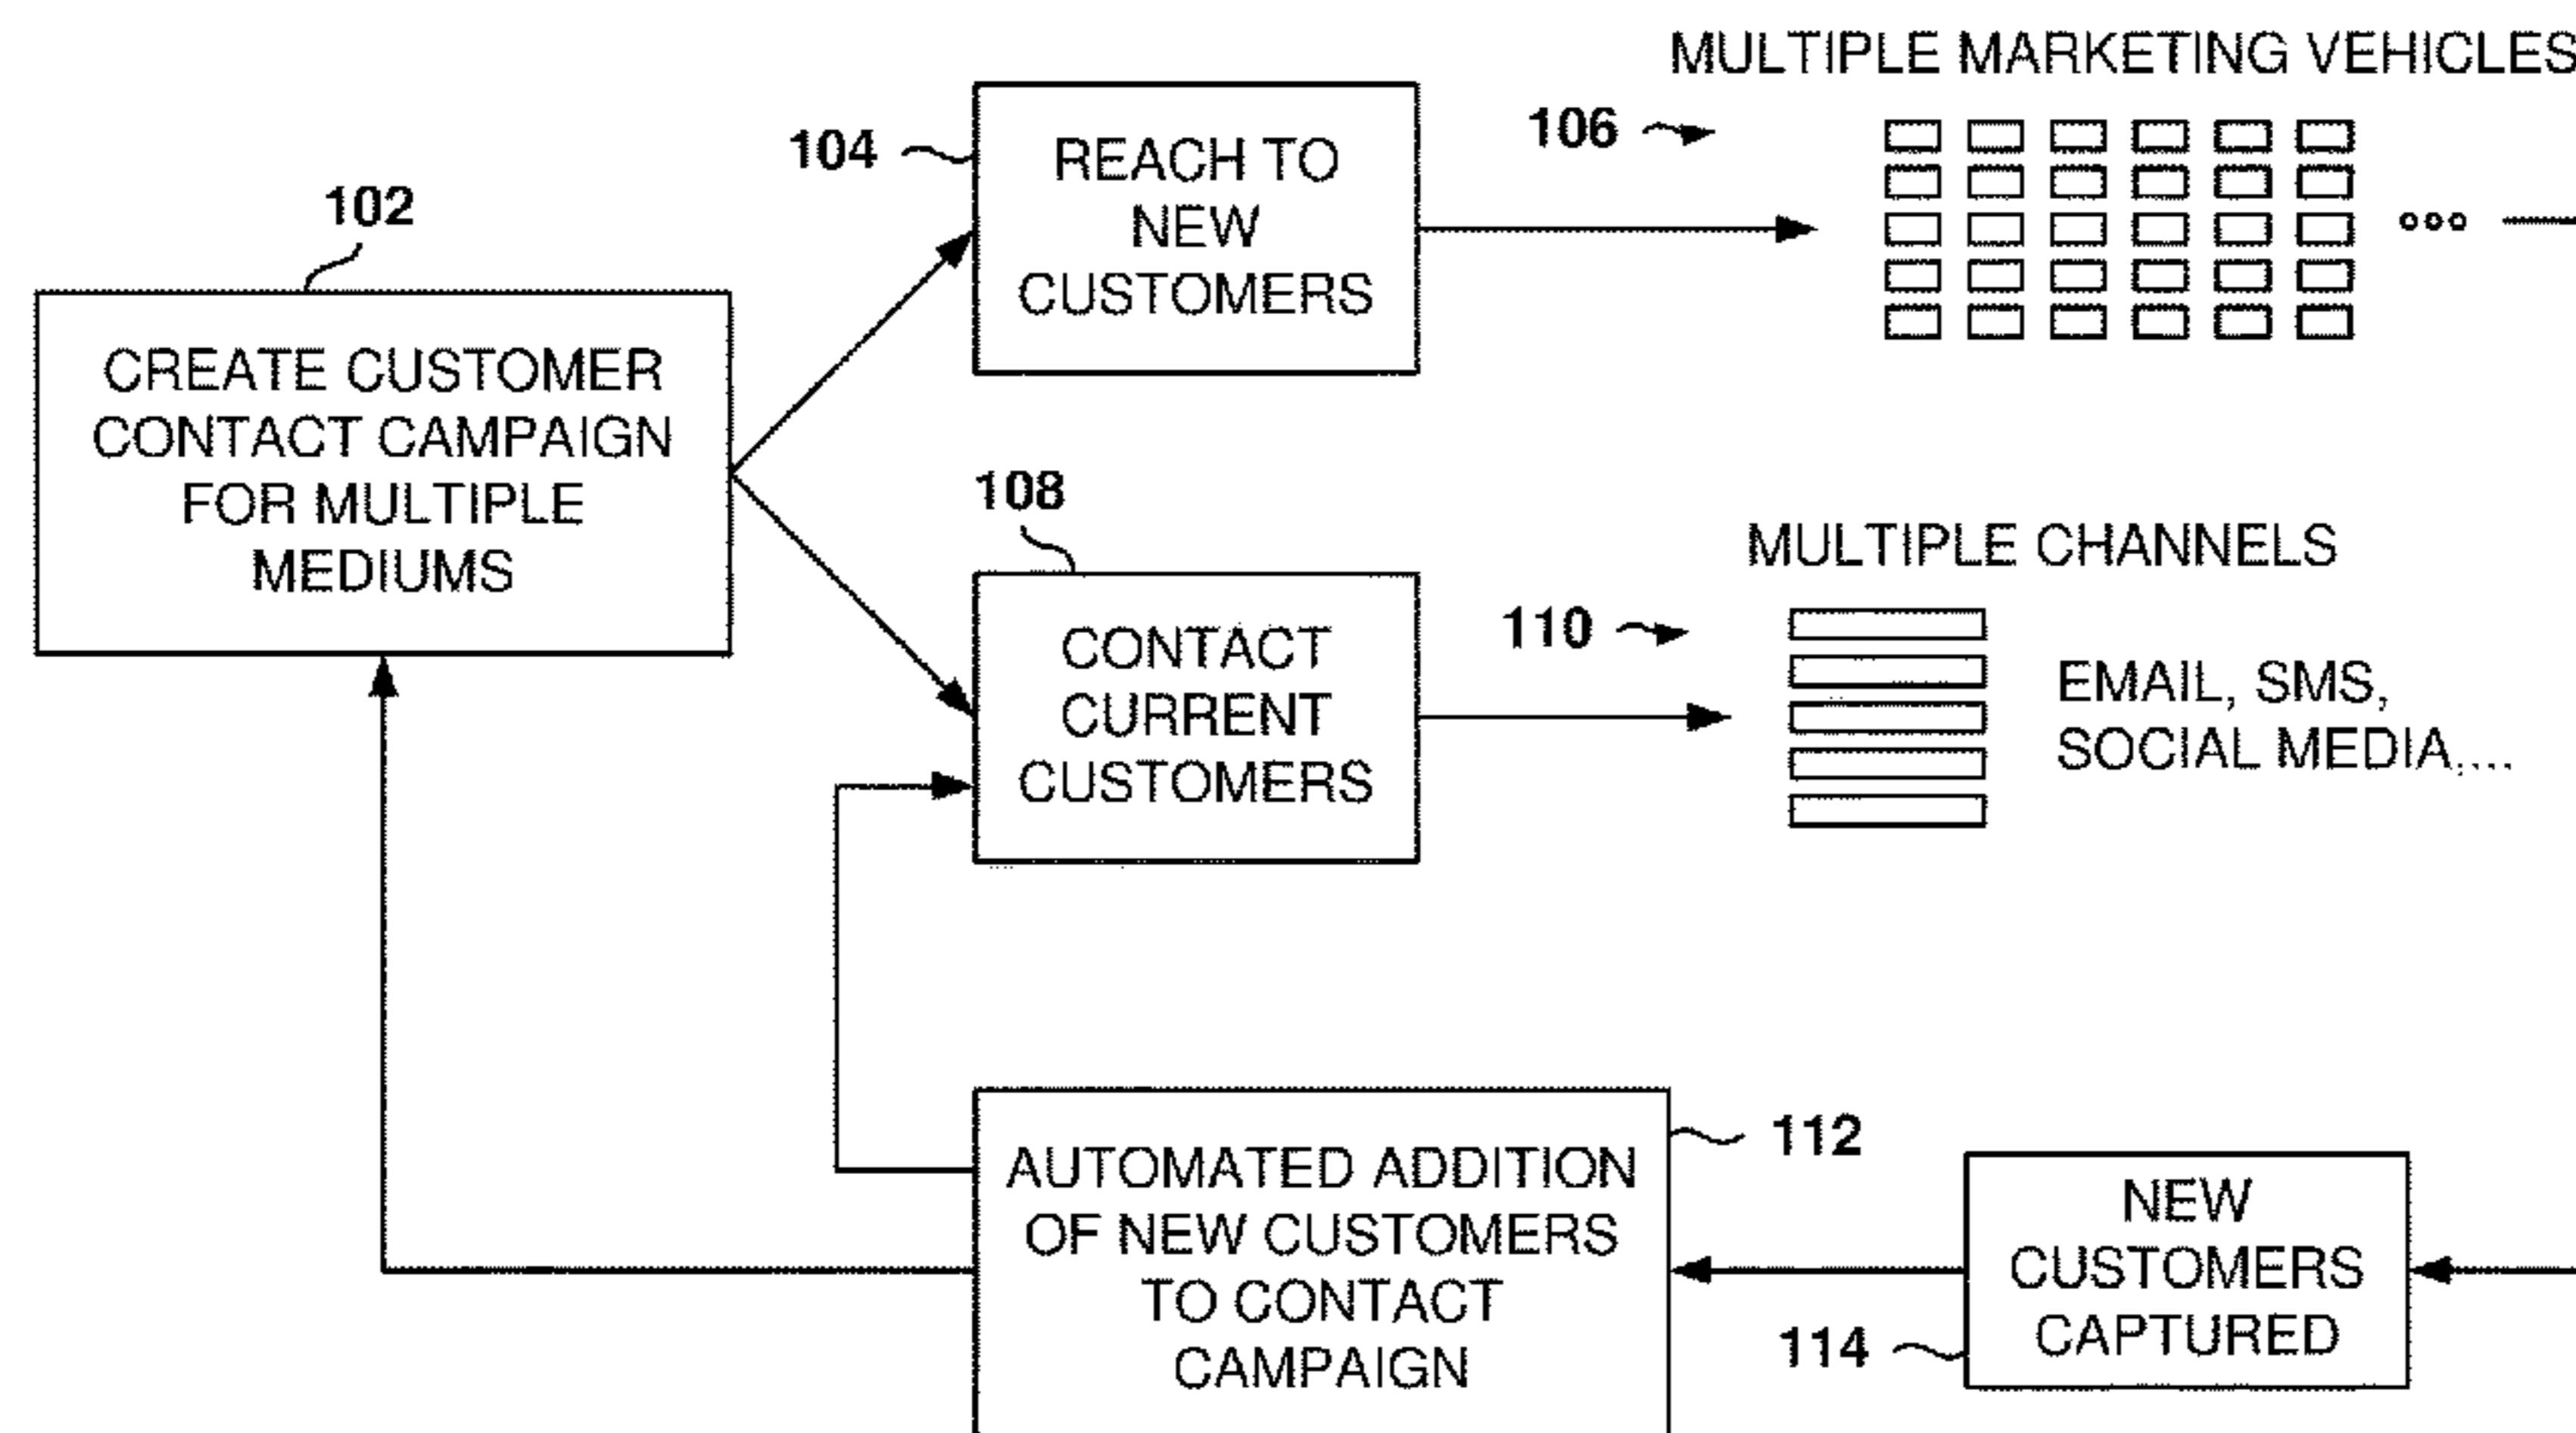 MULTIPLE MARKETING VEHICLES
106
104
REACH TO
NEW
CUSTOMERS
102
CREATE CUSTOMER
CONTACT CAMPAIGN
FOR MULTIPLE
MEDIUMS
108
CONTACT
CURRENT
CUSTOMERS
MULTIPLE CHANNELS
110
EMAIL, SMS,
SOCIAL MEDIA,...
112
AUTOMATED ADDITION
OF NEW CUSTOMERS
TO CONTACT
CAMPAIGN
NEW
CUSTOMERS
CAPTURED
114